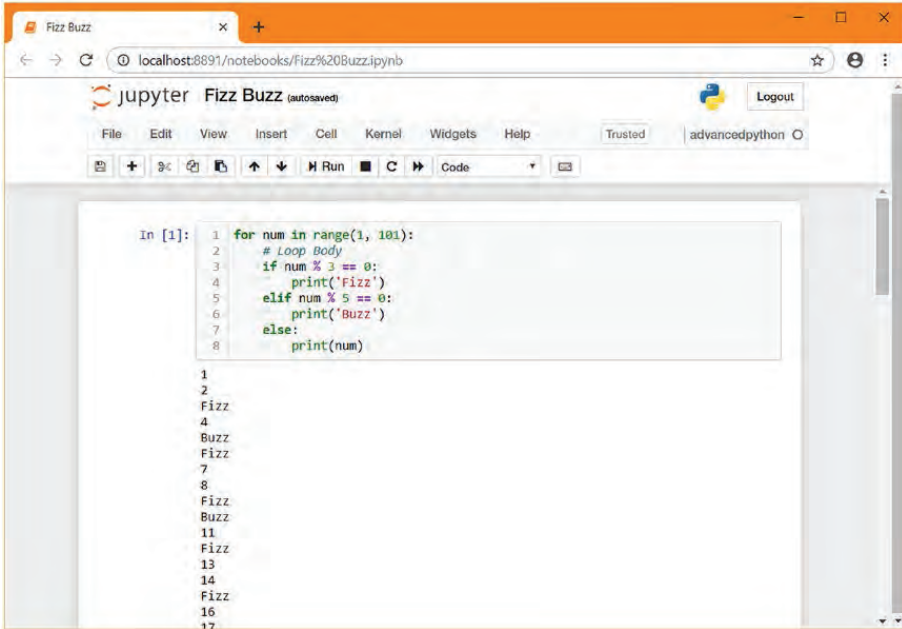 Fizz Buzz
localhost:8891/notebooks/Fizz%20Buzz.ipynb
jupyter Fizz Buzz (autosaved)
Logout
File Edit View Insert Cell Kernel Widgets Help Trusted advancedpython
Run Code
In [1]:
1 for num in range(1, 101):
2     # Loop Body
3     if num % 3 == 0:
4         print('Fizz')
5     elif num % 5 == 0:
6         print('Buzz')
7     else:
8         print(num)
1
2
Fizz
4
Buzz
Fizz
7
8
Fizz
Buzz
11
Fizz
13
14
Fizz
16
17